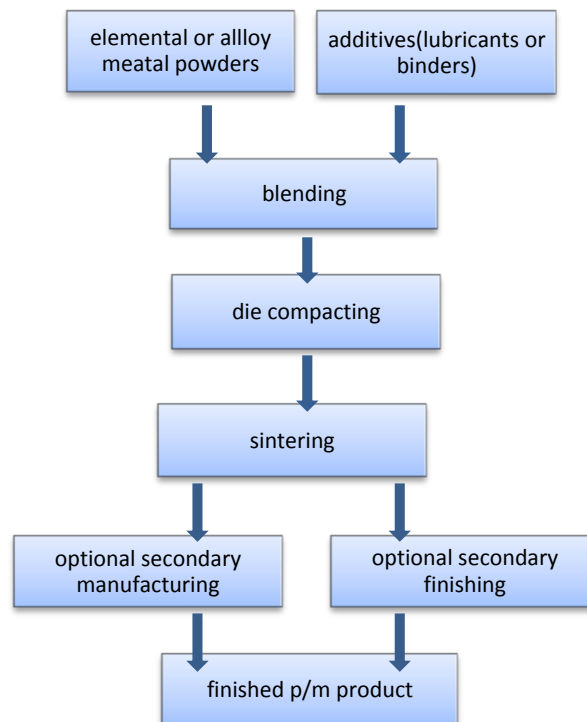 elemental or allloy
meatal powders
additives(lubricants or
binders)
blending
die compacting
sintering
optional secondary
manufacturing
optional secondary
finishing
finished p/m product